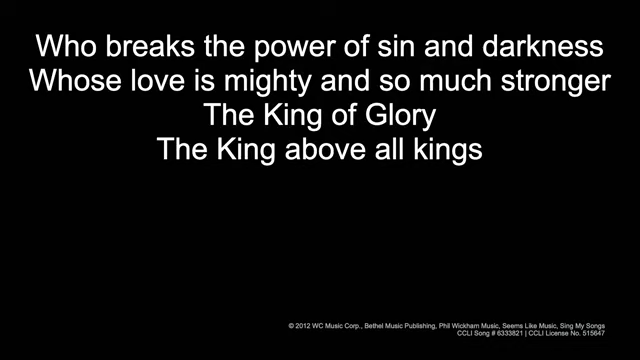 Who breaks the power of sin and darkness
Whose love is mighty and so much stronger
The King of Glory
The King above all kings
© 2012 WC Music Corp., Bethel Music Publishing, Phil Wickham Music, Seems Like Music, Sing My Songs
CCLI Song # 6333821 | CCLI License No. 515647